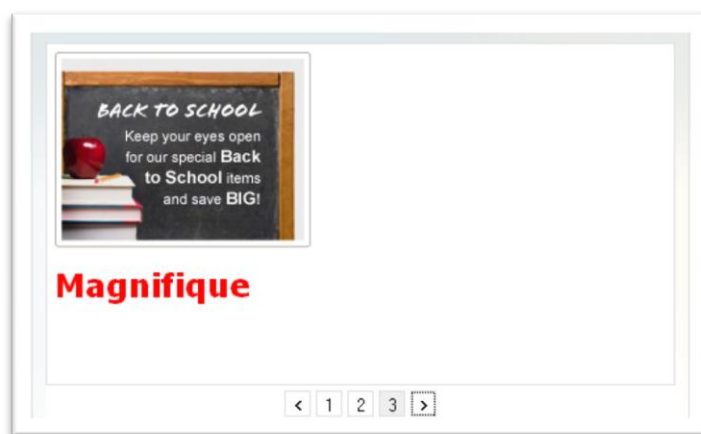 BACK TO SCHOOL
Keep your eyes open
for our special Back
to School items
and save BIG!
Magnifique
< 1 2 3 >